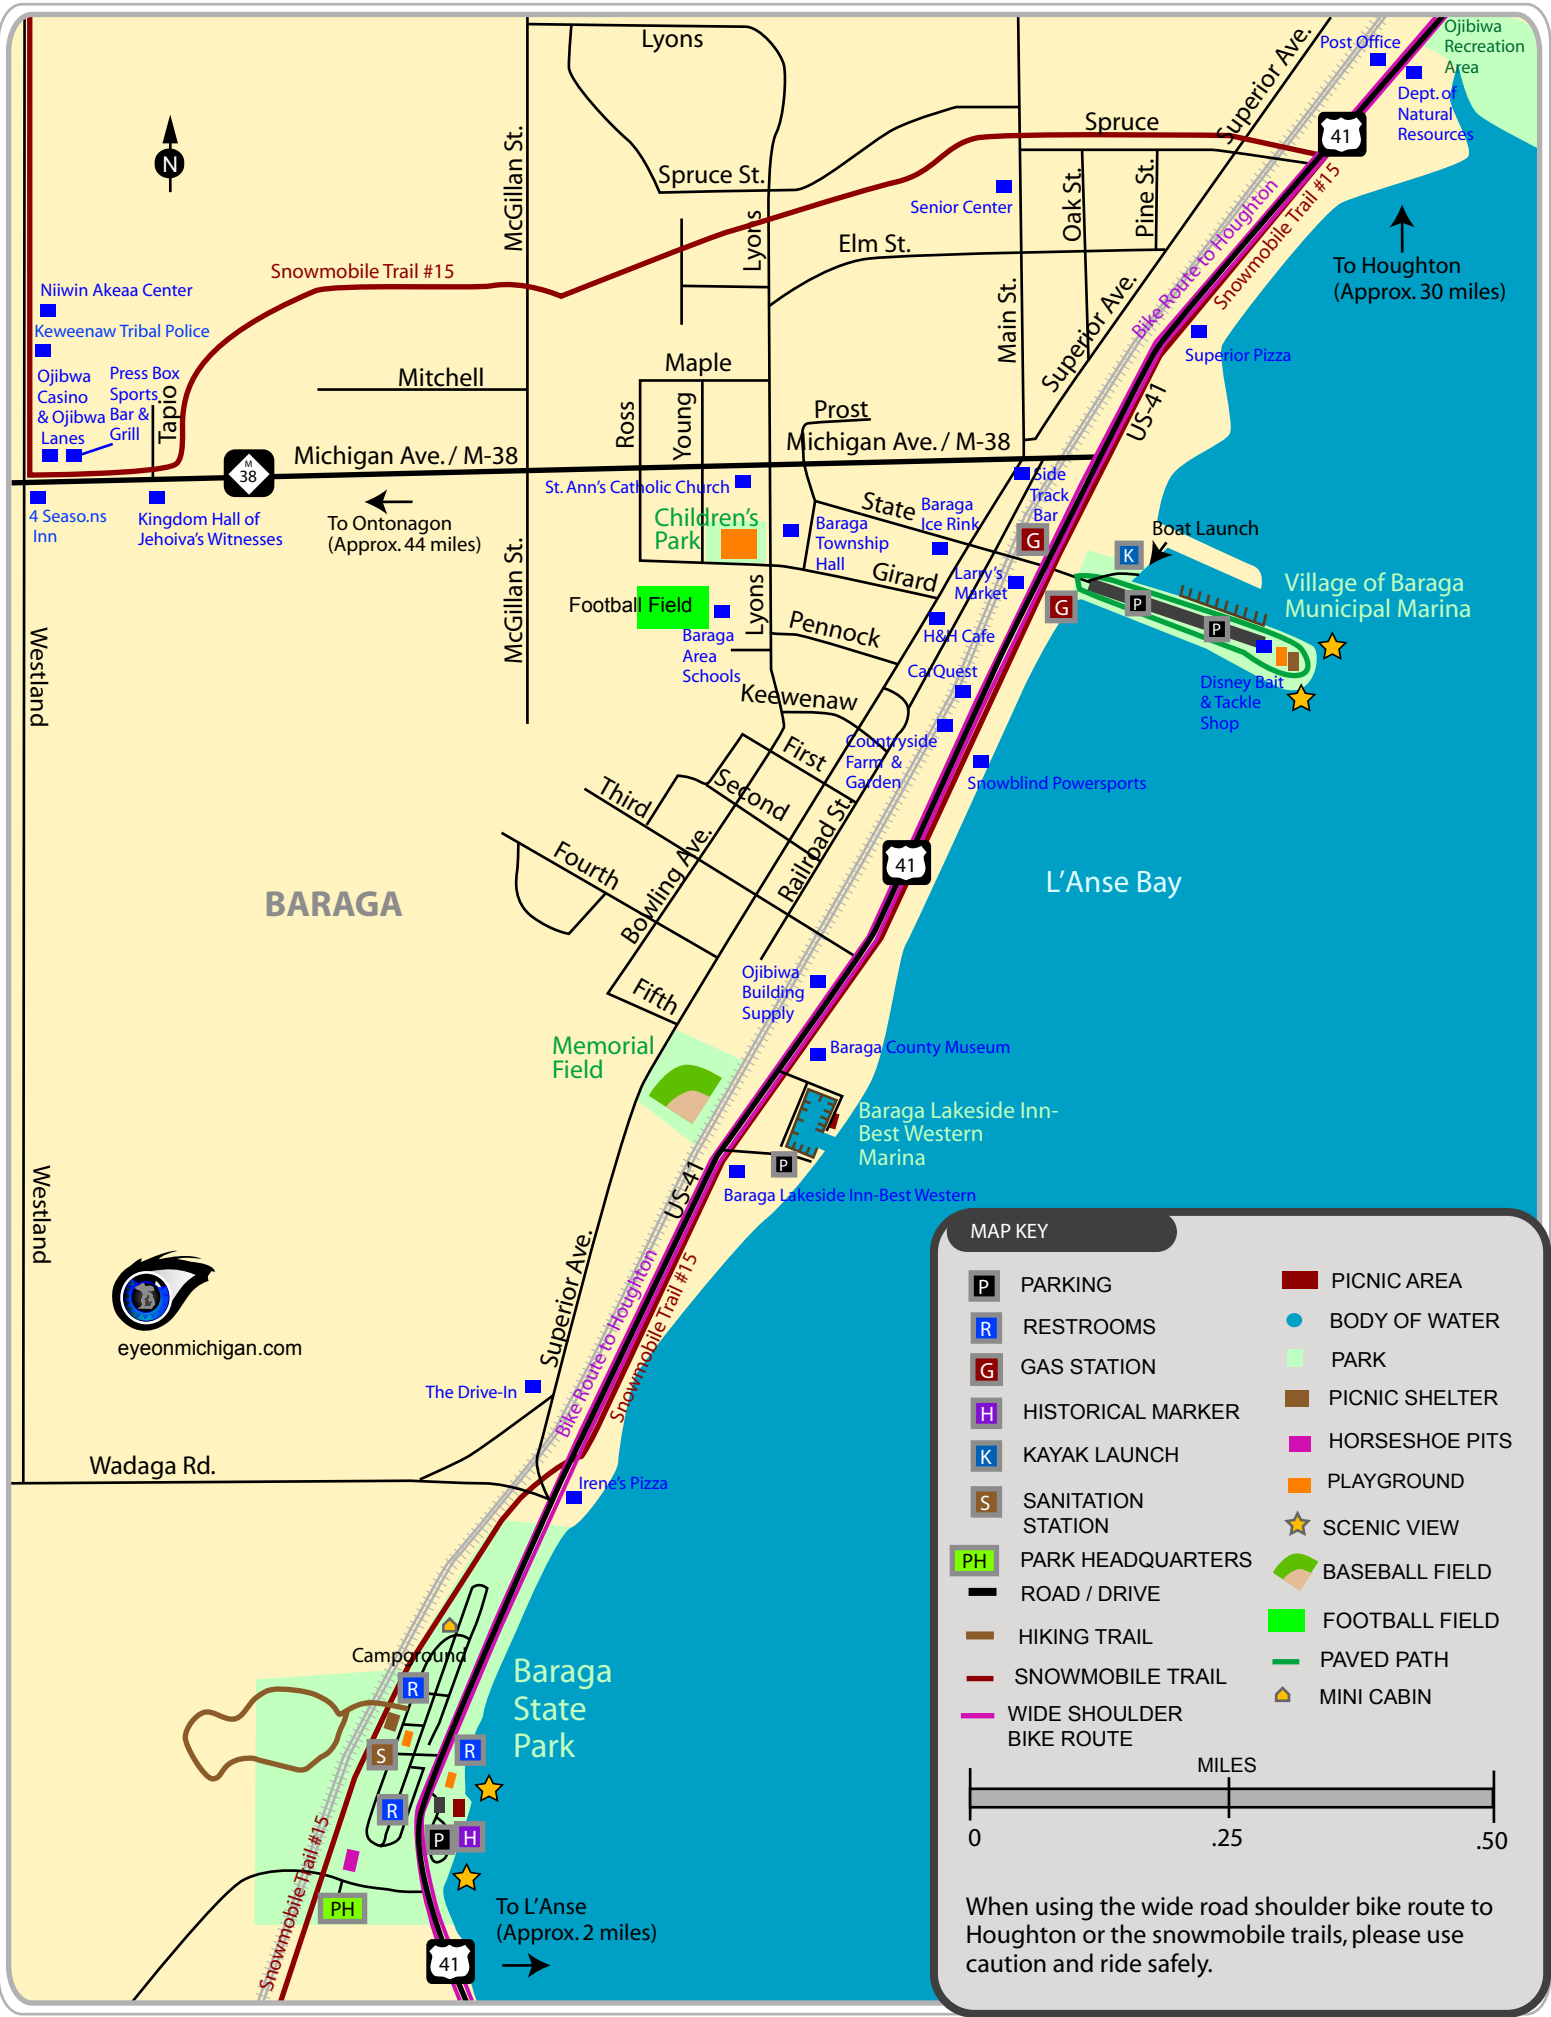 Lyons
Post Office
Ojibiwa
Recreation
Area
Dept. of
Natural
Resources
Superior Ave.
41
Spruce
McGillan St.
Spruce St.
N
Senior Center
Oak St.
Pine St.
Bike Route to Houghton
Snowmobile Trail #15
Lyons
Elm St.
To Houghton
(Approx. 30 miles)
Snowmobile Trail #15
Niiwin Akeaa Center
Keweenaw Tribal Police
Main St.
Superior Ave.
Superior Pizza
Ojibwa
Casino
& Ojibwa
Lanes
Press Box
Sports
Bar &
Grill
Tapio
Mitchell
Maple
Ross
Young
Prost
US-41
Michigan Ave. / M-38
Michigan Ave. / M-38
M
38
4 Seaso.ns
Inn
Kingdom Hall of
Jehoiva's Witnesses
To Ontonagon
(Approx. 44 miles)
St. Ann's Catholic Church
Children's
Park
Baraga
Township
Hall
State
Baraga
Ice Rink
Side
Track
Bar
G
K
Boat Launch
Village of Baraga
Municipal Marina
P
P
G
Disney Bait
& Tackle
Shop
McGillan St.
Football Field
Lyons
Girard
Larry's
Market
Pennock
H&H Cafe
Baraga
Area
Schools
CarQuest
Keewenaw
Countryside
Farm &
Garden
Snowblind Powersports
Westland
First
Second
Third
Fourth
Fifth
Bowling Ave.
Railroad St.
41
L'Anse Bay
BARAGA
Ojibiwa
Building
Supply
Memorial
Field
Baraga County Museum
Baraga Lakeside Inn-
Best Western
Marina
P
Baraga Lakeside Inn-Best Western
US-41
Westland
eyeonmichigan.com
Superior Ave.
Bike Route to Houghton
Snowmobile Trail #15
The Drive-In
Wadaga Rd.
Irene's Pizza
Campground
R
Baraga
State
Park
S
R
R
P
H
PH
Snowmobile Trail #15
To L'Anse
(Approx. 2 miles)
41
MAP KEY
P PARKING
R RESTROOMS
G GAS STATION
H HISTORICAL MARKER
K KAYAK LAUNCH
S SANITATION
STATION
PH PARK HEADQUARTERS
ROAD / DRIVE
HIKING TRAIL
SNOWMOBILE TRAIL
WIDE SHOULDER
BIKE ROUTE
PICNIC AREA
BODY OF WATER
PARK
PICNIC SHELTER
HORSESHOE PITS
PLAYGROUND
SCENIC VIEW
BASEBALL FIELD
FOOTBALL FIELD
PAVED PATH
MINI CABIN
MILES
0 .25 .50
When using the wide road shoulder bike route to
Houghton or the snowmobile trails, please use
caution and ride safely.